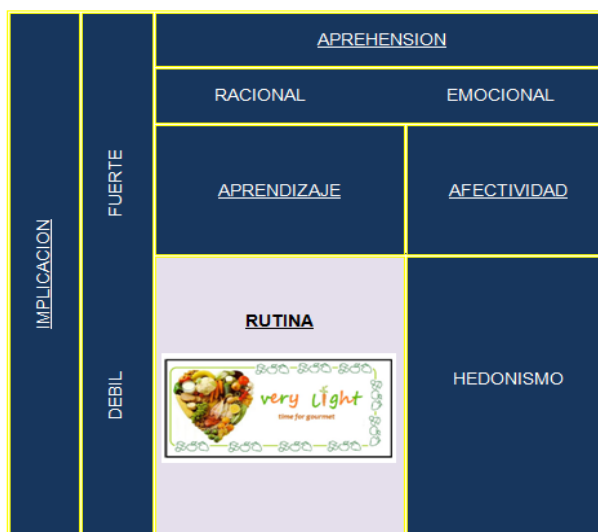 APREHENSION
RACIONAL EMOCIONAL
IMPLICACION
FUERTE
APRENDIZAJE AFECTIVIDAD
DEBIL
RUTINA
very light
time for gourmet
HEDONISMO